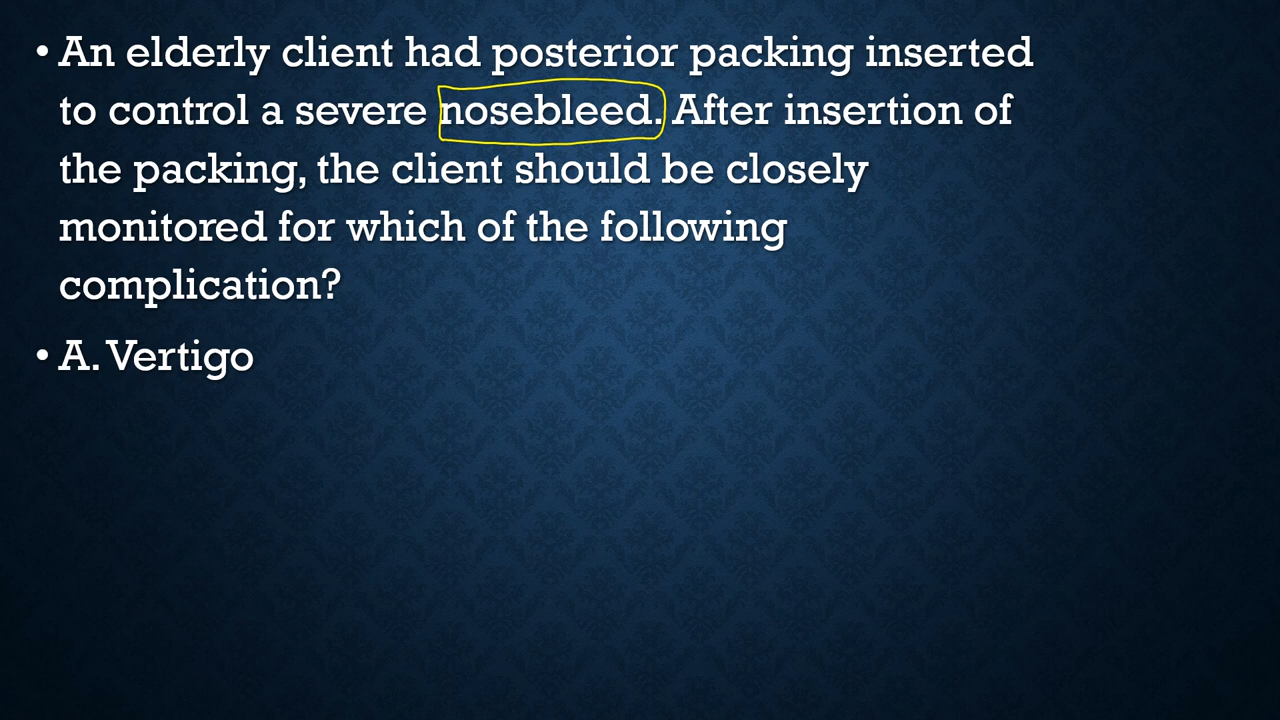 • An elderly client had posterior packing inserted
to control a severe nosebleed. After insertion of
the packing, the client should be closely
monitored for which of the following
complication?
• A. Vertigo